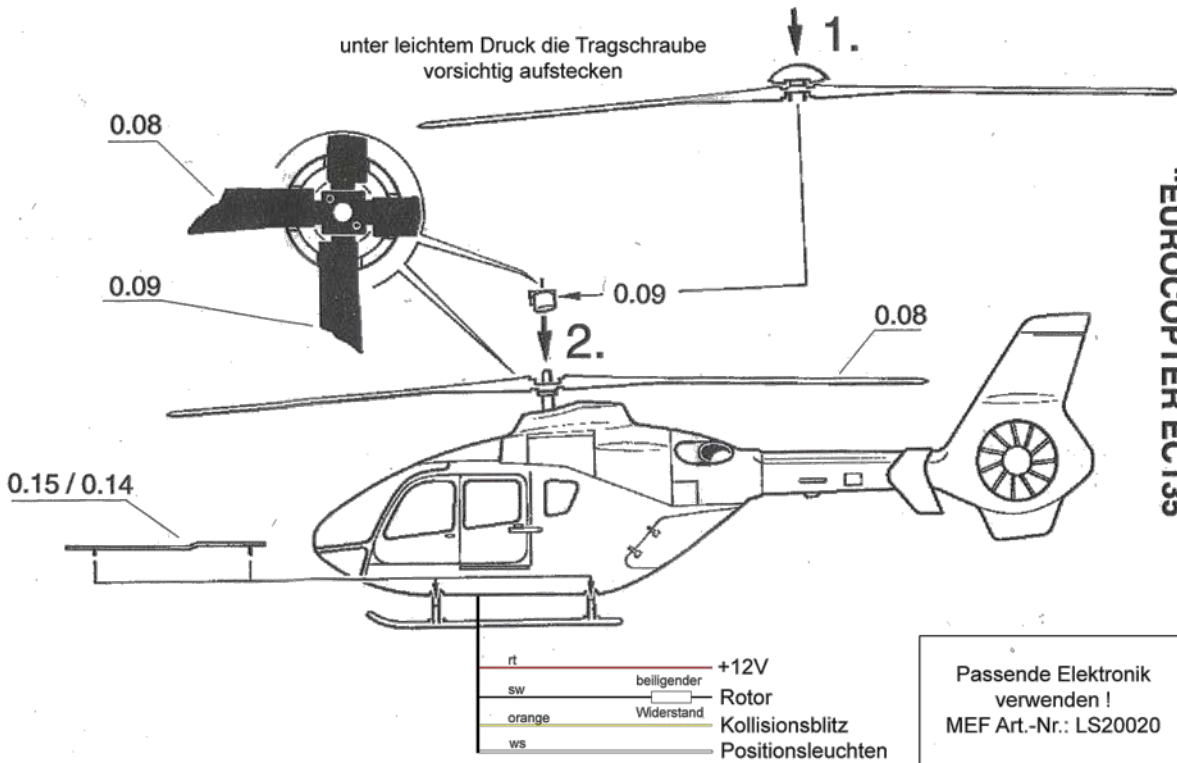 unter leichtem Druck die Tragschraube
vorsichtig aufstecken
1.
0.08
0.09
0.09
2.
0.08
0.15 / 0.14
"EUROCOPTER EC135
rt
+12V
sw
beiligender
Widerstand
Rotor
orange
Kollisionsblitz
ws
Positionsleuchten
Passende Elektronik
verwenden !
MEF Art.-Nr.: LS20020